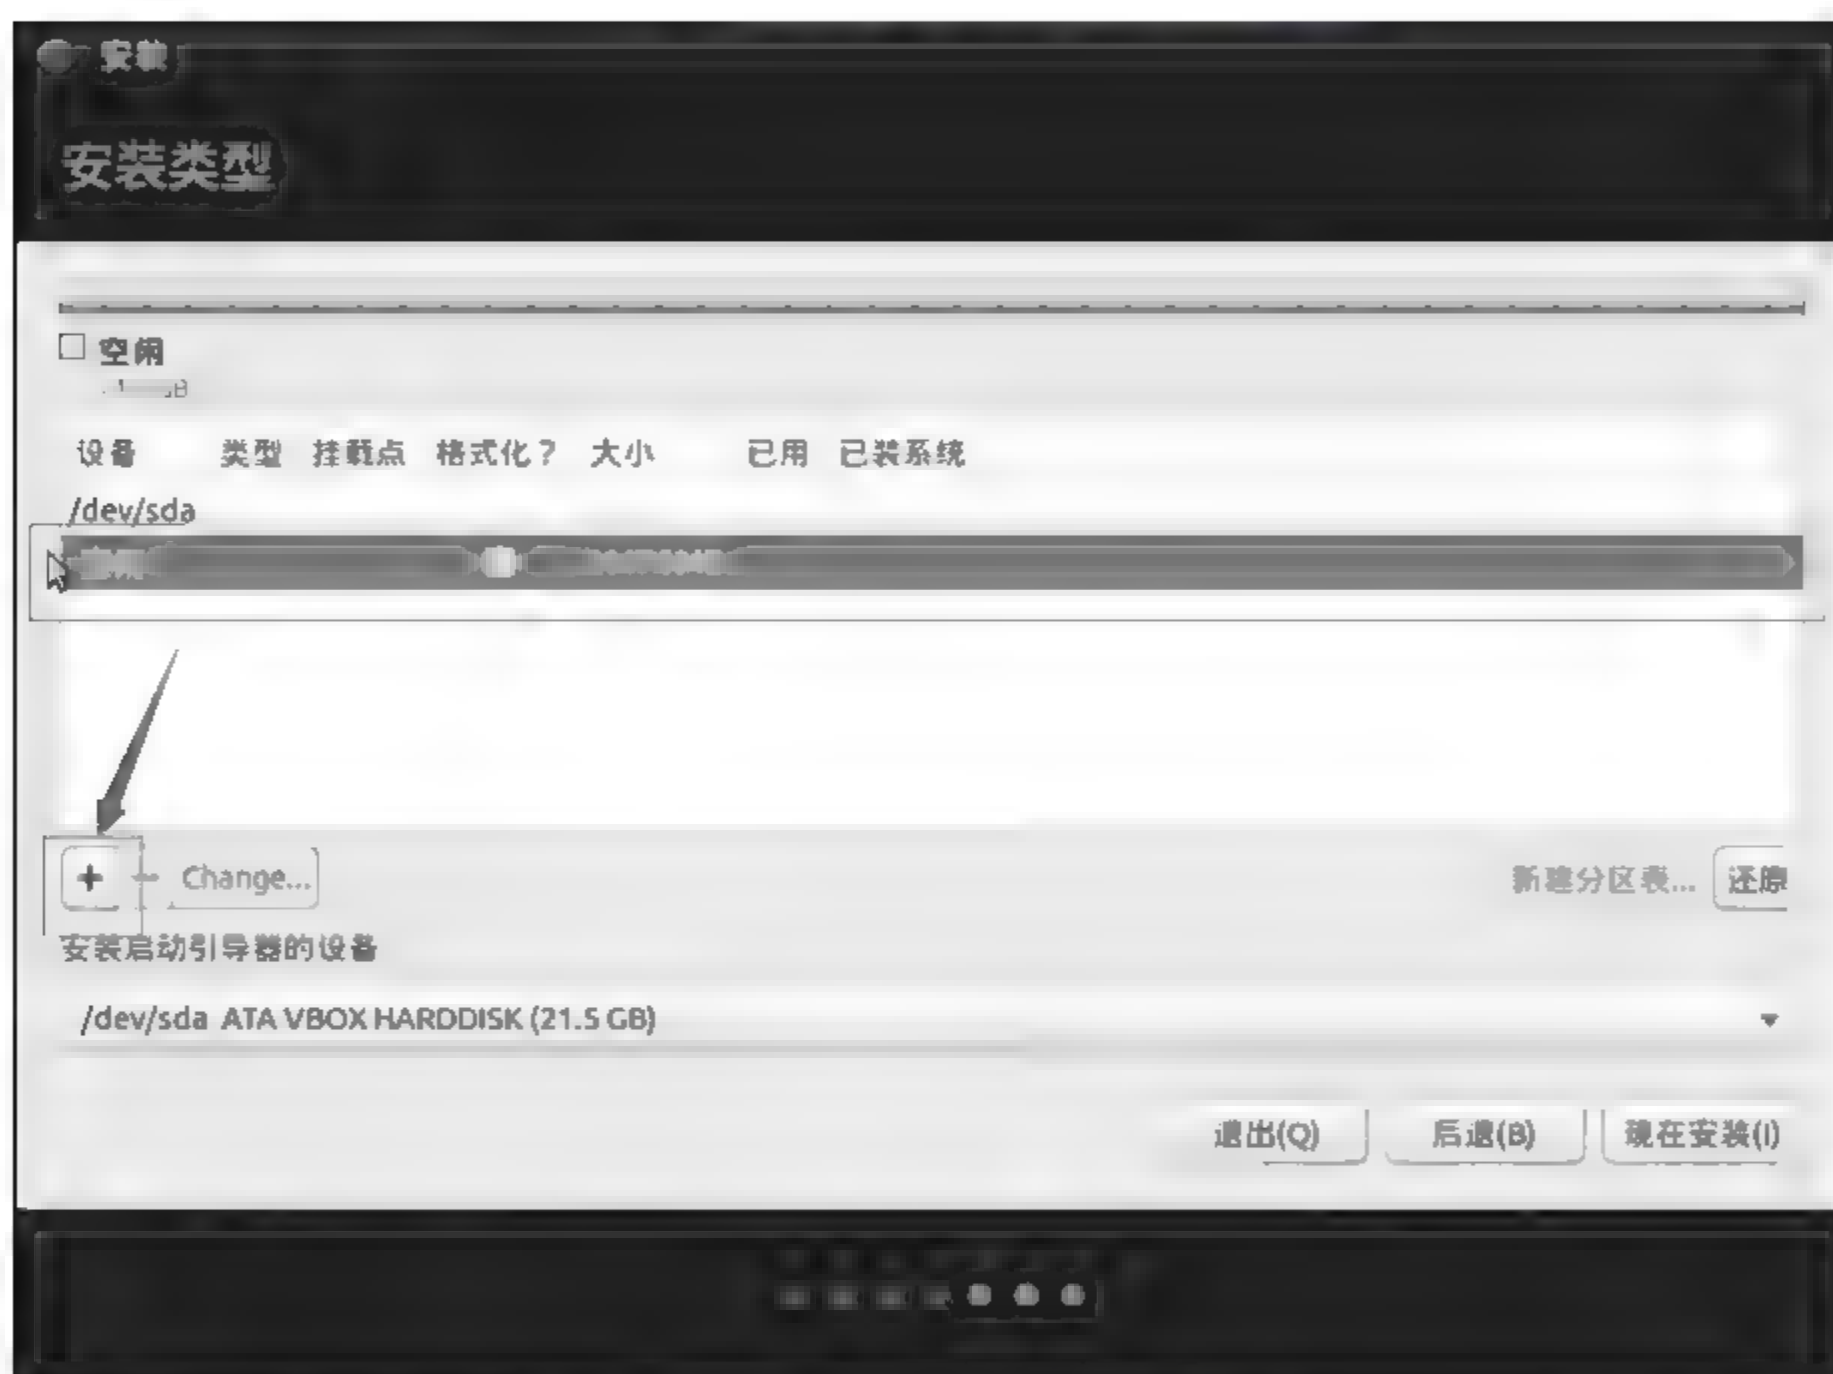 安装
安装类型
空闲
设备 类型 挂载点 格式化？ 大小 已用 已装系统
/dev/sda
+ - Change...
新建分区表... 还原
安装启动引导器的设备
/dev/sda ATA VBOX HARDDISK (21.5 GB)
退出(Q) 后退(B) 现在安装(I)